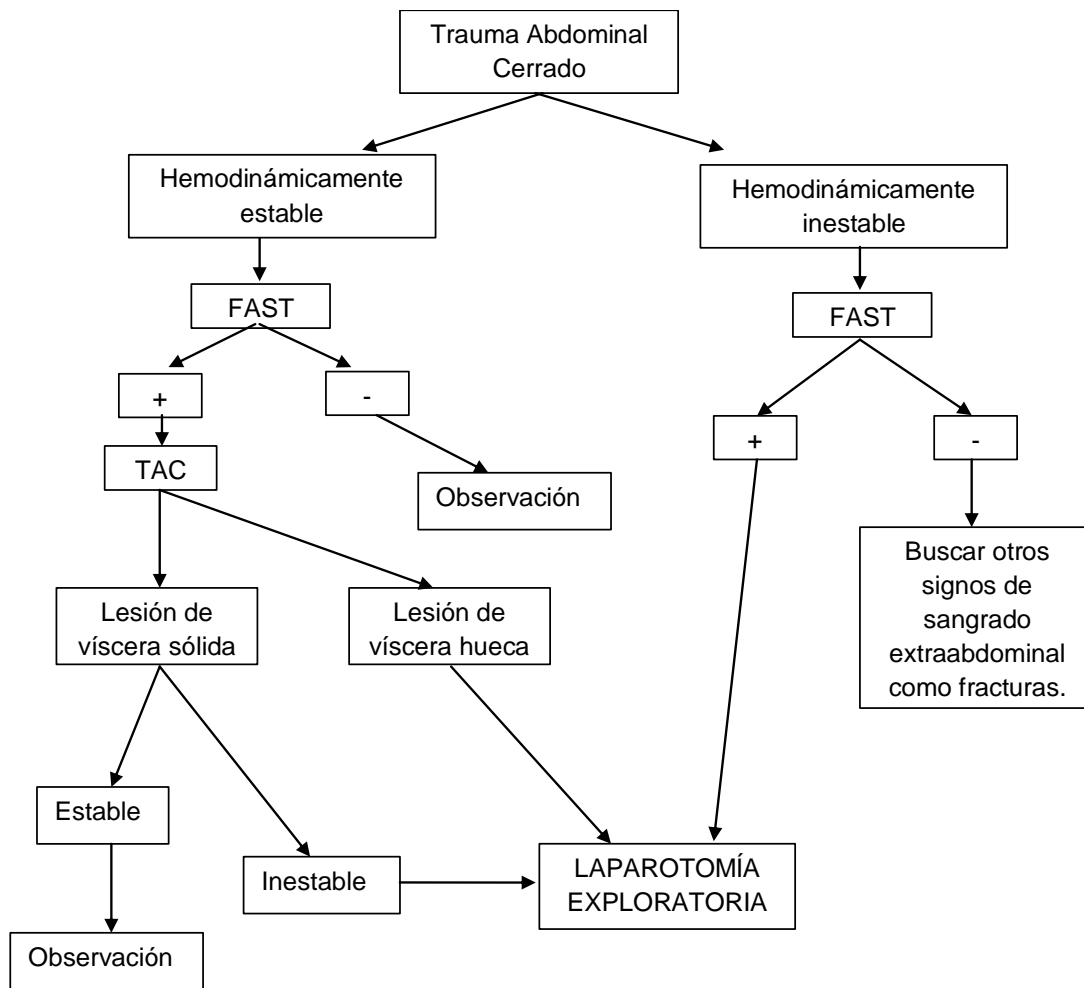 Trauma Abdominal
Cerrado
Hemodinámicamente
estable
Hemodinámicamente
inestable
FAST
FAST
+
-
+
-
TAC
Observación
Buscar otros
signos de
sangrado
extraabdominal
como fracturas.
Lesión de
víscera sólida
Lesión de
víscera hueca
Estable
Inestable
LAPAROTOMÍA
EXPLORATORIA
Observación